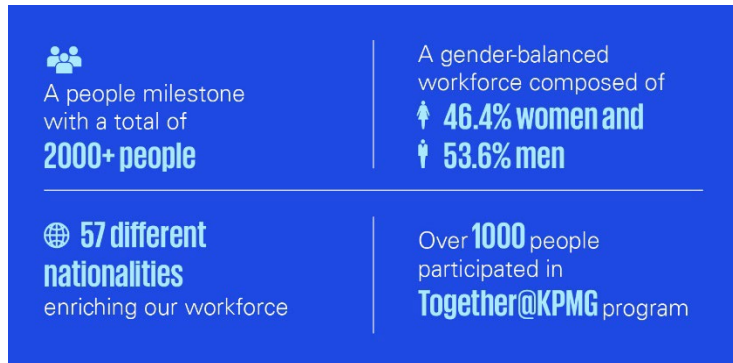 A people milestone
with a total of
2000+ people
A gender-balanced
workforce composed of
46.4% women and
53.6% men
57 different
nationalities
enriching our workforce
Over 1000 people
participated in
Together@KPMG program